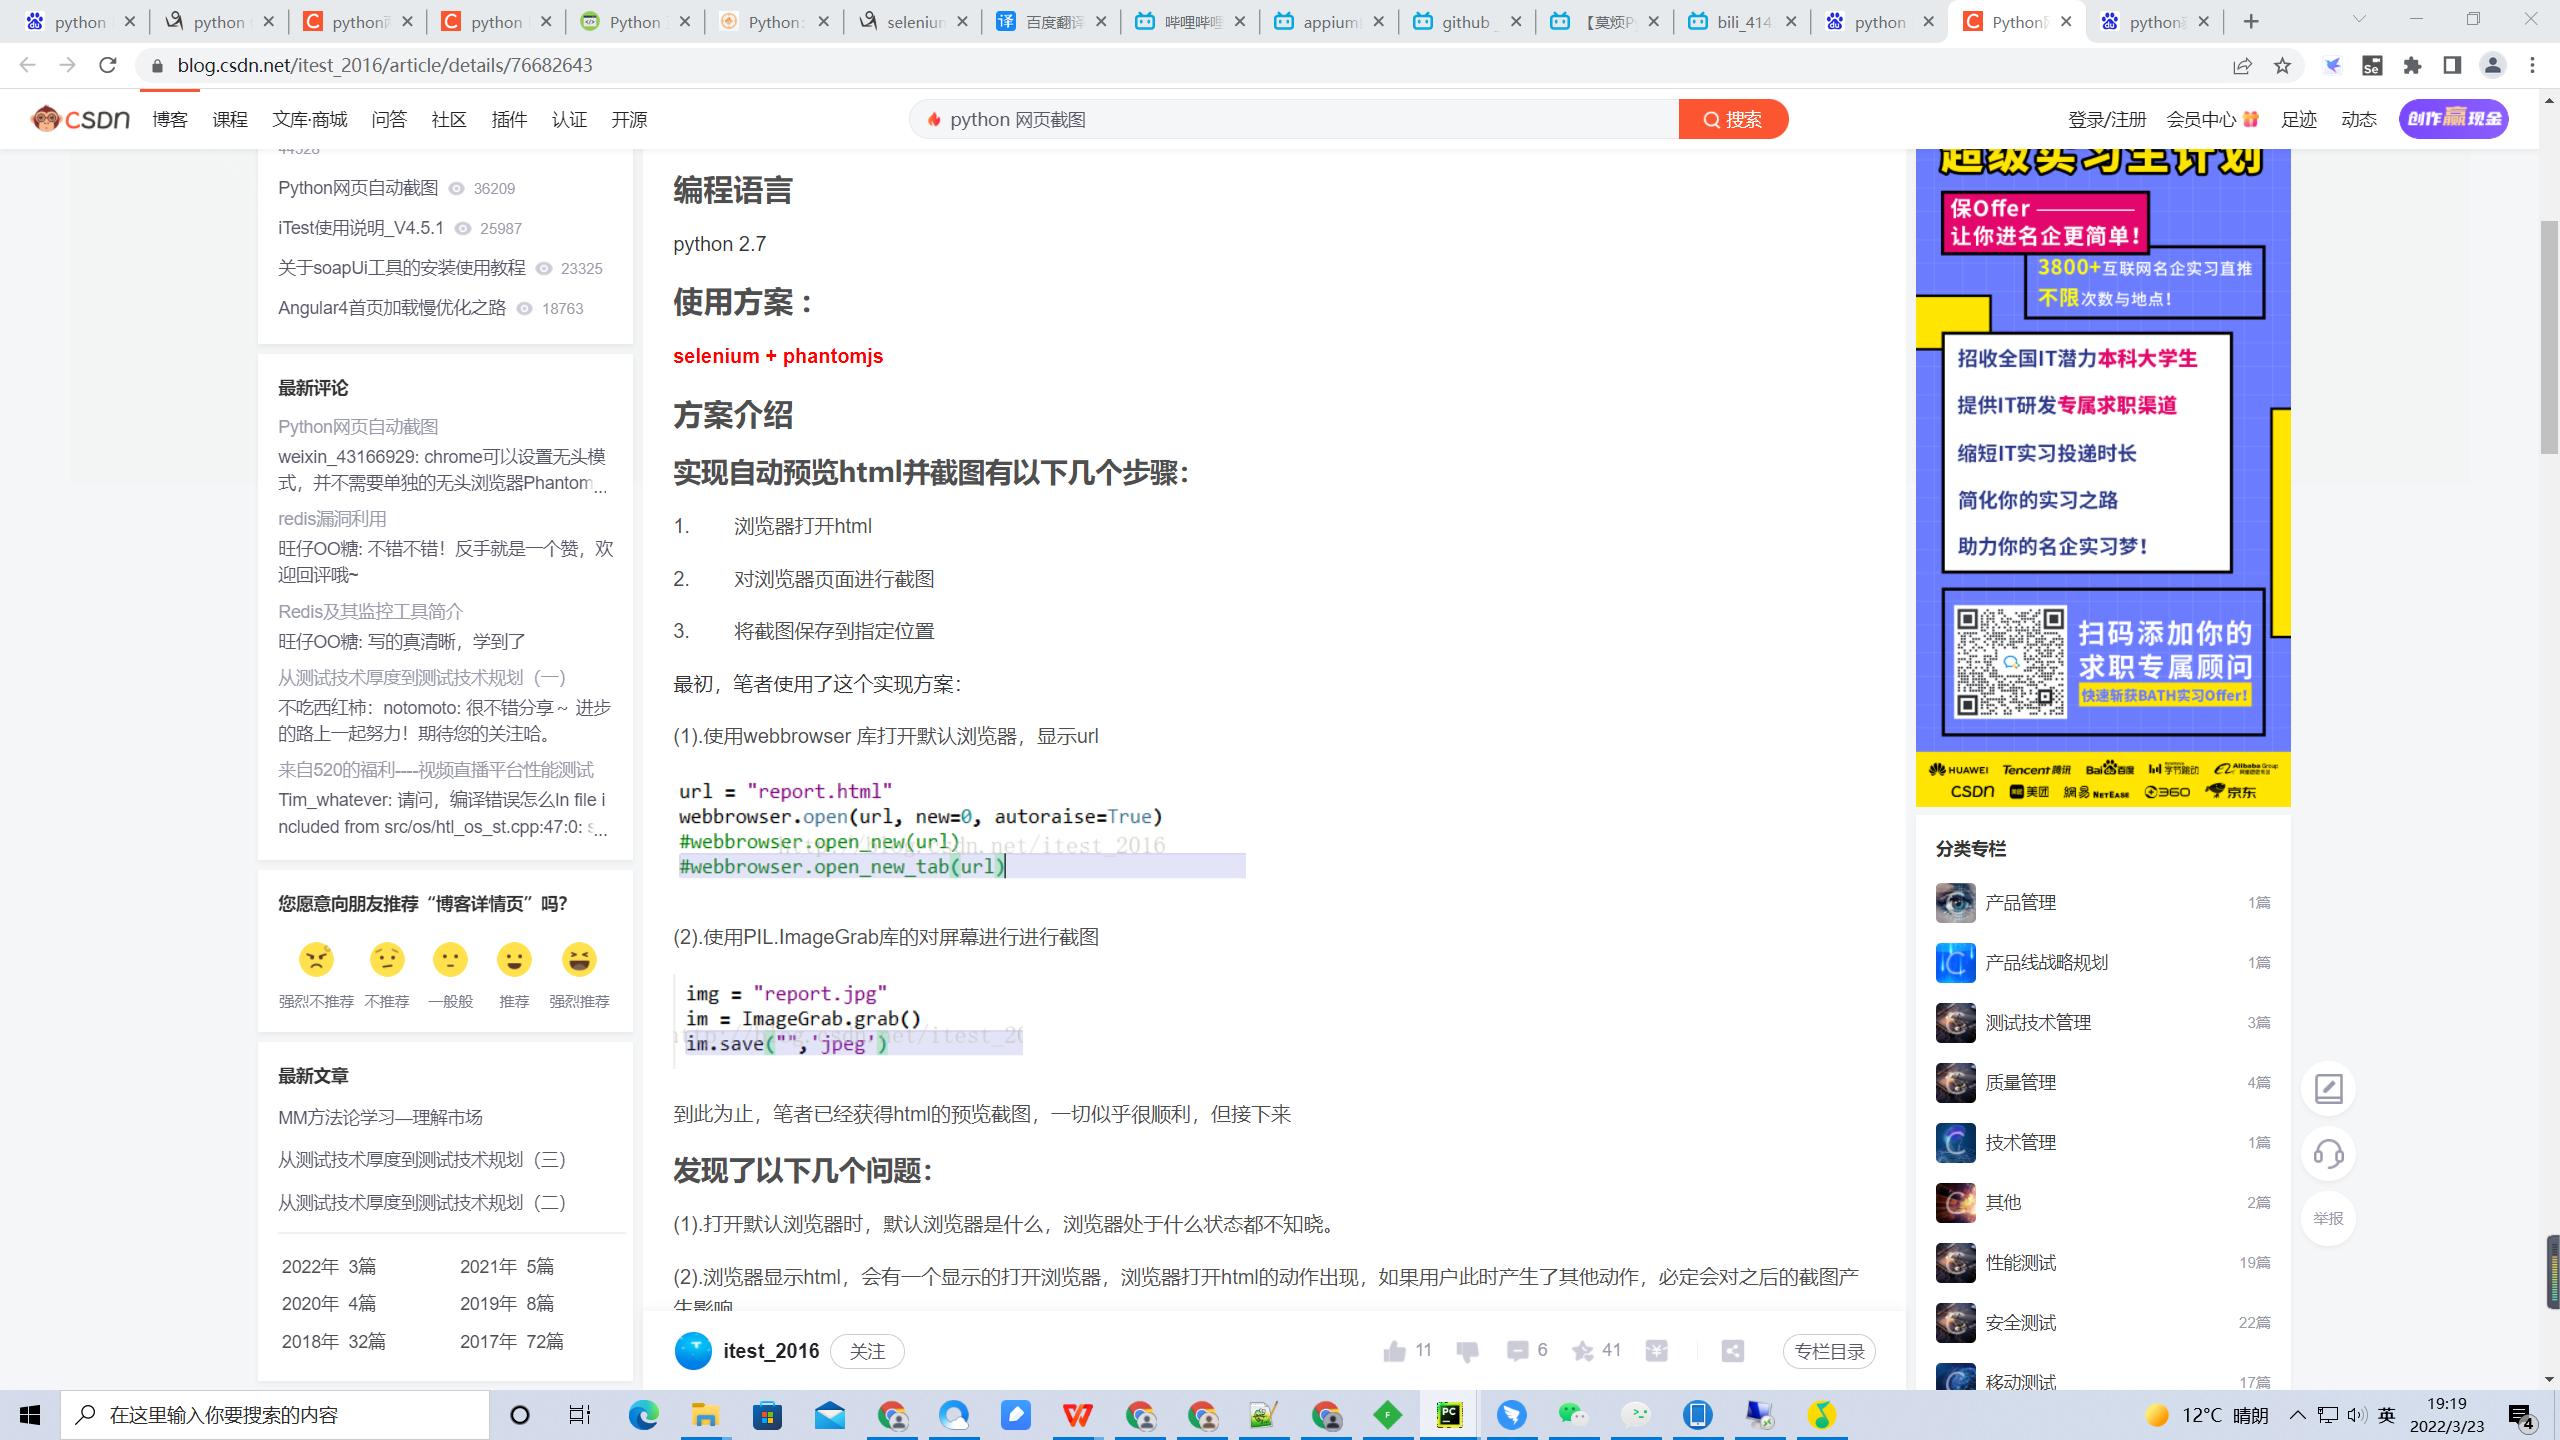 python
python
python
python
Python
Python
selenium
百度翻译
哔哩哔哩
appium
github
【莫烦P
bili_414
python
Python
python
blog.csdn.net/itest_2016/article/details/76682643
CSDN 博客 课程 文库·商城 问答 社区 插件 认证 开源
python 网页截图 搜索
登录/注册 会员中心 足迹 动态 创作赢现金
44328
Python网页自动截图 36209
iTest使用说明_V4.5.1 25987
关于soapUi工具的安装使用教程 23325
Angular4首页加载慢优化之路 18763
最新评论
Python网页自动截图
weixin_43166929: chrome可以设置无头模
式，并不需要单独的无头浏览器Phantom...
redis漏洞利用
旺仔OO糖: 不错不错！反手就是一个赞，欢
迎回评哦~
Redis及其监控工具简介
旺仔OO糖: 写的真清晰，学到了
从测试技术厚度到测试技术规划（一）
不吃西红柿：notomoto: 很不错分享～ 进步
的路上一起努力！期待您的关注哈。
来自520的福利----视频直播平台性能测试
Tim_whatever: 请问，编译错误怎么In file i
ncluded from src/os/htl_os_st.cpp:47:0: s...
您愿意向朋友推荐“博客详情页”吗？
强烈不推荐 不推荐 一般般 推荐 强烈推荐
最新文章
MM方法论学习—理解市场
从测试技术厚度到测试技术规划（三）
从测试技术厚度到测试技术规划（二）
2022年 3篇 2021年 5篇
2020年 4篇 2019年 8篇
2018年 32篇 2017年 72篇
编程语言
python 2.7
使用方案：
selenium + phantomjs
方案介绍
实现自动预览html并截图有以下几个步骤：
1. 浏览器打开html
2. 对浏览器页面进行截图
3. 将截图保存到指定位置
最初，笔者使用了这个实现方案：
(1).使用webbrowser 库打开默认浏览器，显示url
url = "report.html"
webbrowser.open(url, new=0, autoraise=True)
#webbrowser.open_new(url)
http://blog.csdn.net/itest_2016
#webbrowser.open_new_tab(url)
(2).使用PIL.ImageGrab库的对屏幕进行进行截图
img = "report.jpg"
im = ImageGrab.grab()
http://blog.csdn.net/itest_20
im.save("",'jpeg')
到此为止，笔者已经获得html的预览截图，一切似乎很顺利，但接下来
发现了以下几个问题：
(1).打开默认浏览器时，默认浏览器是什么，浏览器处于什么状态都不知晓。
(2).浏览器显示html，会有一个显示的打开浏览器，浏览器打开html的动作出现，如果用户此时产生了其他动作，必定会对之后的截图产
生影响
itest_2016 关注 11 6 41 专栏目录
超级实习生计划
保Offer
让你进名企更简单！
3800+互联网名企实习直推
不限次数与地点！
招收全国IT潜力本科大学生
提供IT研发专属求职渠道
缩短IT实习投递时长
简化你的实习之路
助力你的名企实习梦！
扫码添加你的
求职专属顾问
快速斩获BATH实习Offer！
HUAWEI Tencent腾讯 Bai百度 字节跳动 Alibaba Group
CSDN 美团 網易 NETEASE 360 京东
分类专栏
产品管理 1篇
产品线战略规划 1篇
测试技术管理 3篇
质量管理 4篇
技术管理 1篇
其他 2篇
性能测试 19篇
安全测试 22篇
移动测试 17篇
举报
在这里输入你要搜索的内容
12°C 晴朗
英
19:19
2022/3/23
4